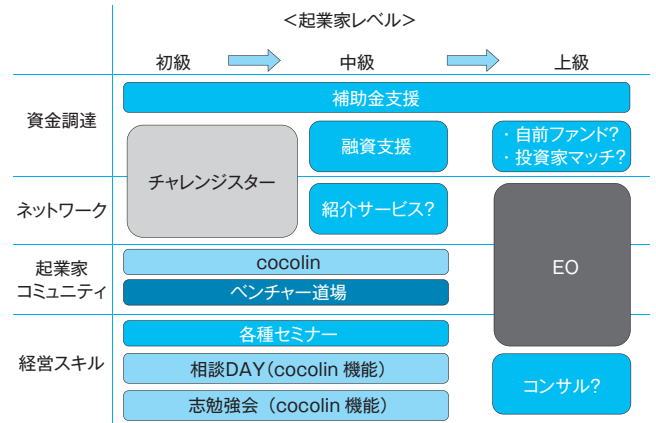 ＜起業家レベル＞
初級
中級
上級
資金調達
補助金支援
チャレンジスター
融資支援
・自前ファンド?
・投資家マッチ?
ネットワーク
紹介サービス?
EO
起業家
コミュニティ
cocolin
ベンチャー道場
経営スキル
各種セミナー
相談DAY（cocolin 機能）
志勉強会（cocolin 機能）
コンサル?